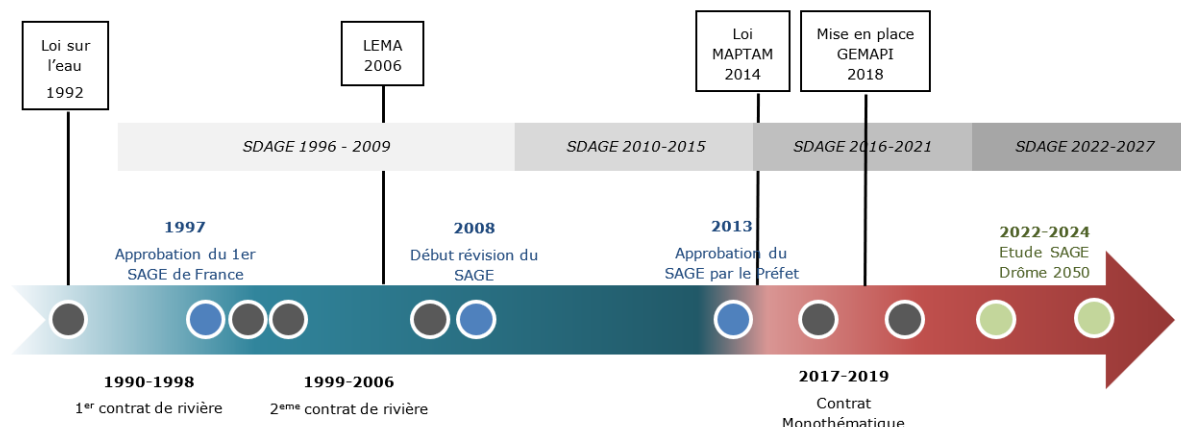 Loi sur
l'eau
1992
LEMA
2006
Loi
MAPTAM
2014
Mise en place
GEMAPI
2018
SDAGE 1996 - 2009
SDAGE 2010-2015
SDAGE 2016-2021
SDAGE 2022-2027
1997
Approbation du 1er
SAGE de France
2008
Début révision du
SAGE
2013
Approbation du
SAGE par le Préfet
2022-2024
Etude SAGE
Drôme 2050
1990-1998
1er contrat de rivière
1999-2006
2eme contrat de rivière
2017-2019
Contrat
Monothématique